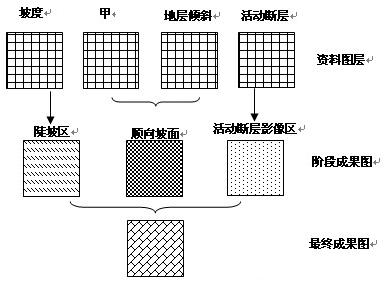 坡度 甲 地层倾斜 活动断层
资料图层
陡坡区 顺向坡面 活动断层影像区
阶段成果图
最终成果图